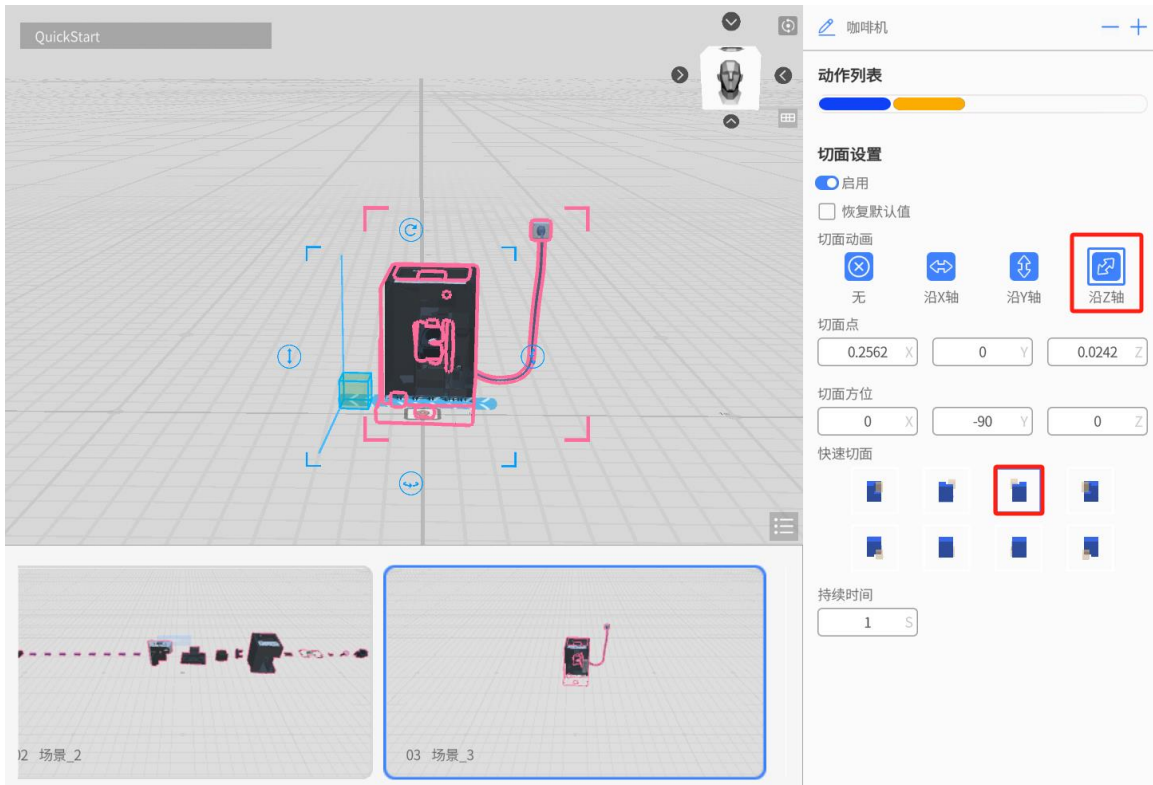 QuickStart
咖啡机
动作列表
切面设置
启用
恢复默认值
切面动画
无 沿X轴 沿Y轴 沿Z轴
切面点
0.2562 X 0 Y 0.0242 Z
切面方位
0 X -90 Y 0 Z
快速切面
持续时间
1 S
02 场景_2
03 场景_3